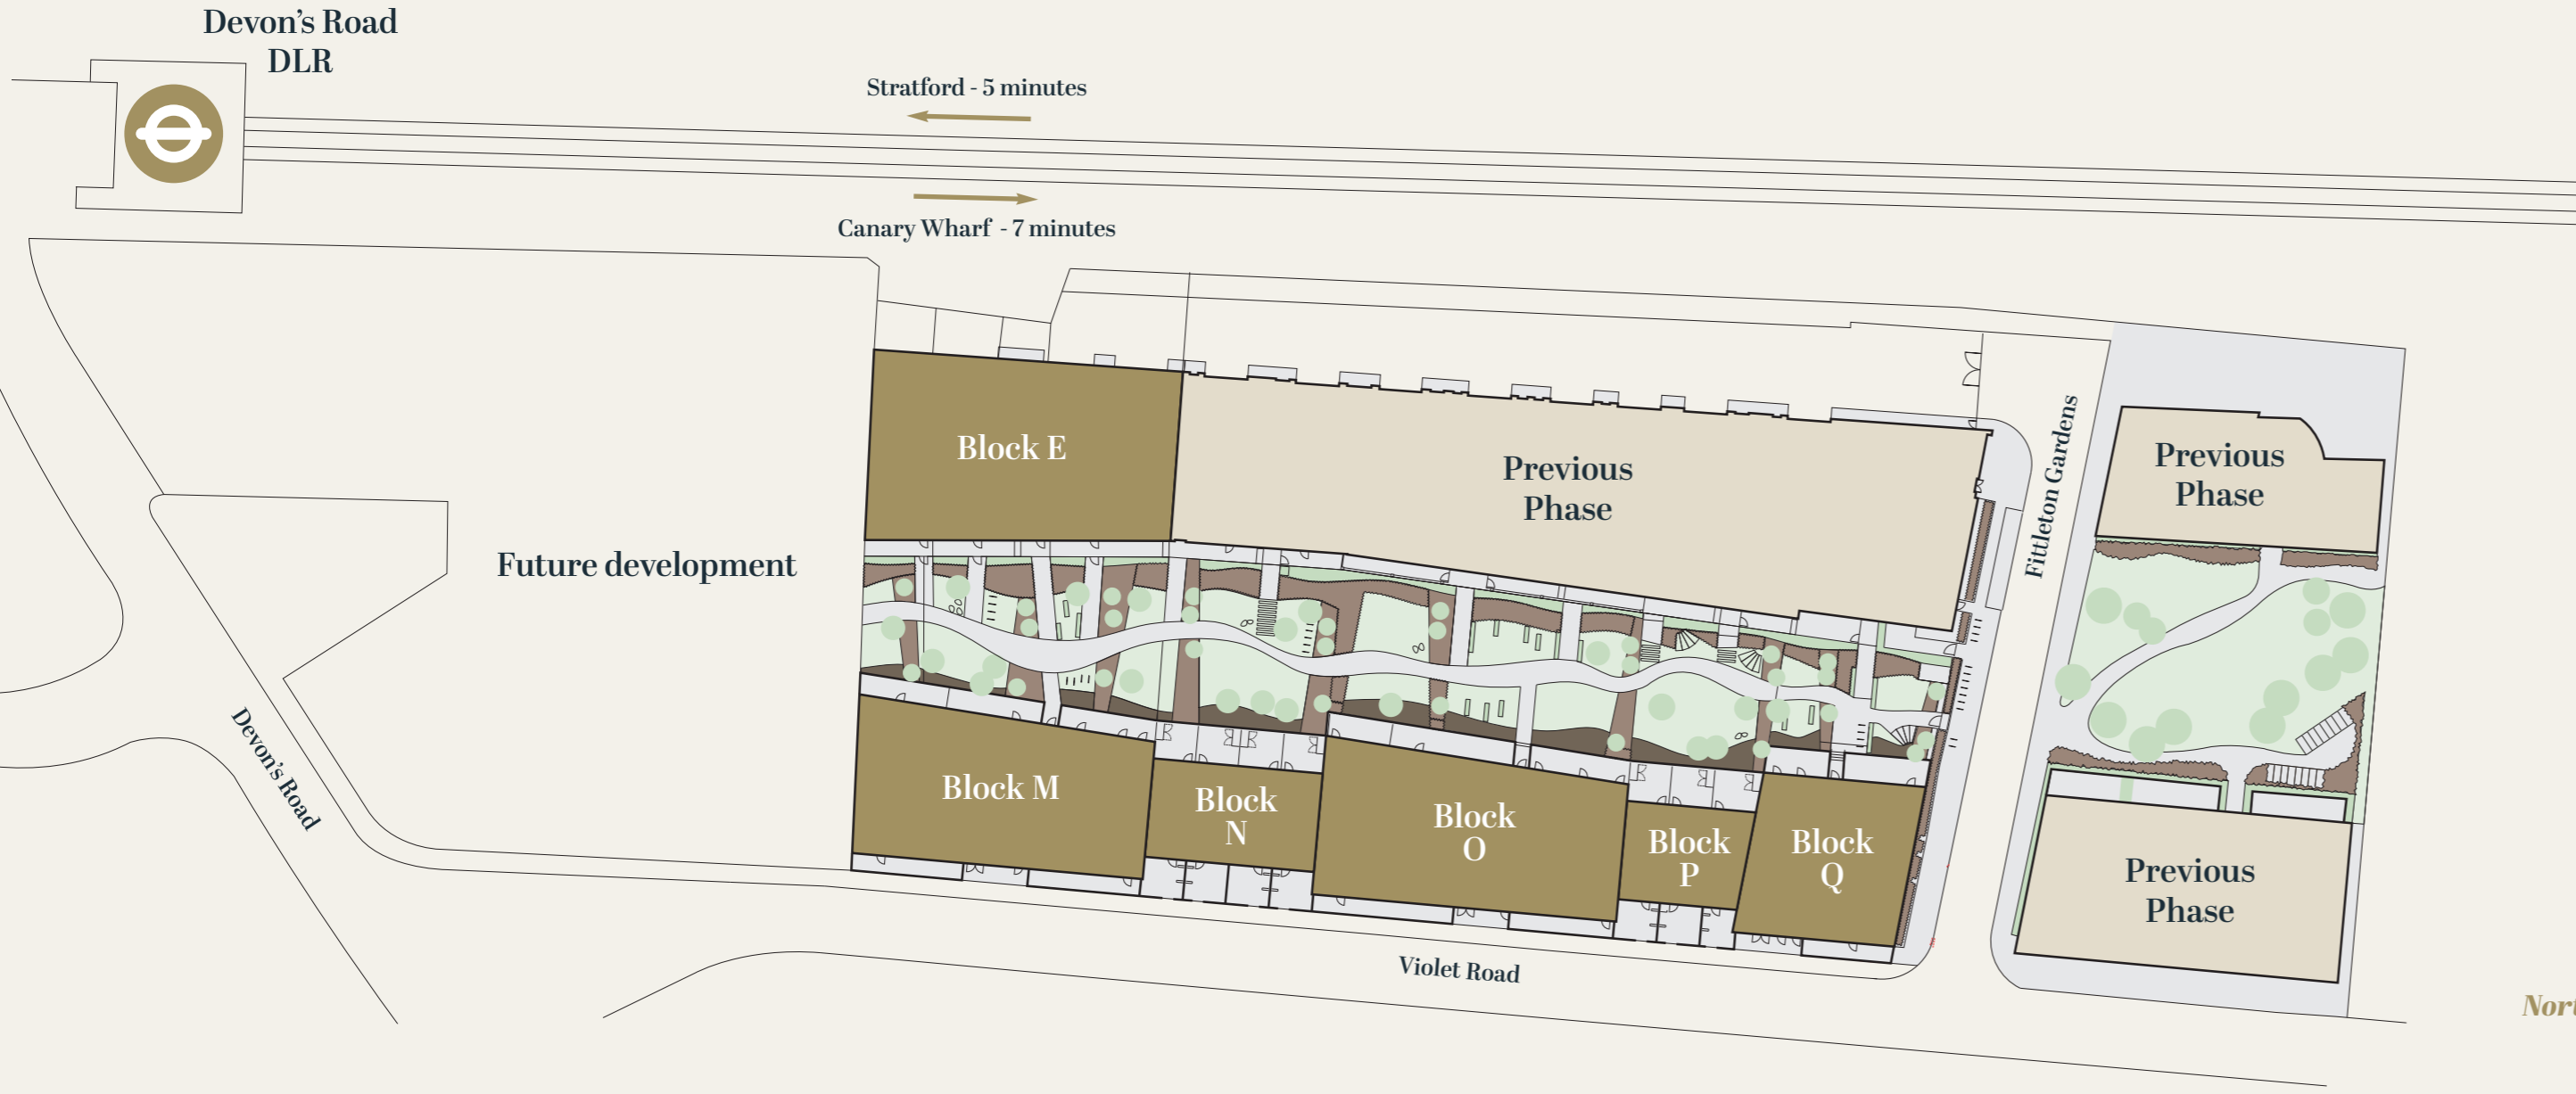 Devon’s Road
DLR
Stratford - 5 minutes
Canary Wharf - 7 minutes
Block E
Previous
Phase
Fittleton Gardens
Previous
Phase
Future development
Devon’s Road
Block M
Block
N
Block
O
Block
P
Block
Q
Previous
Phase
Violet Road
Nort